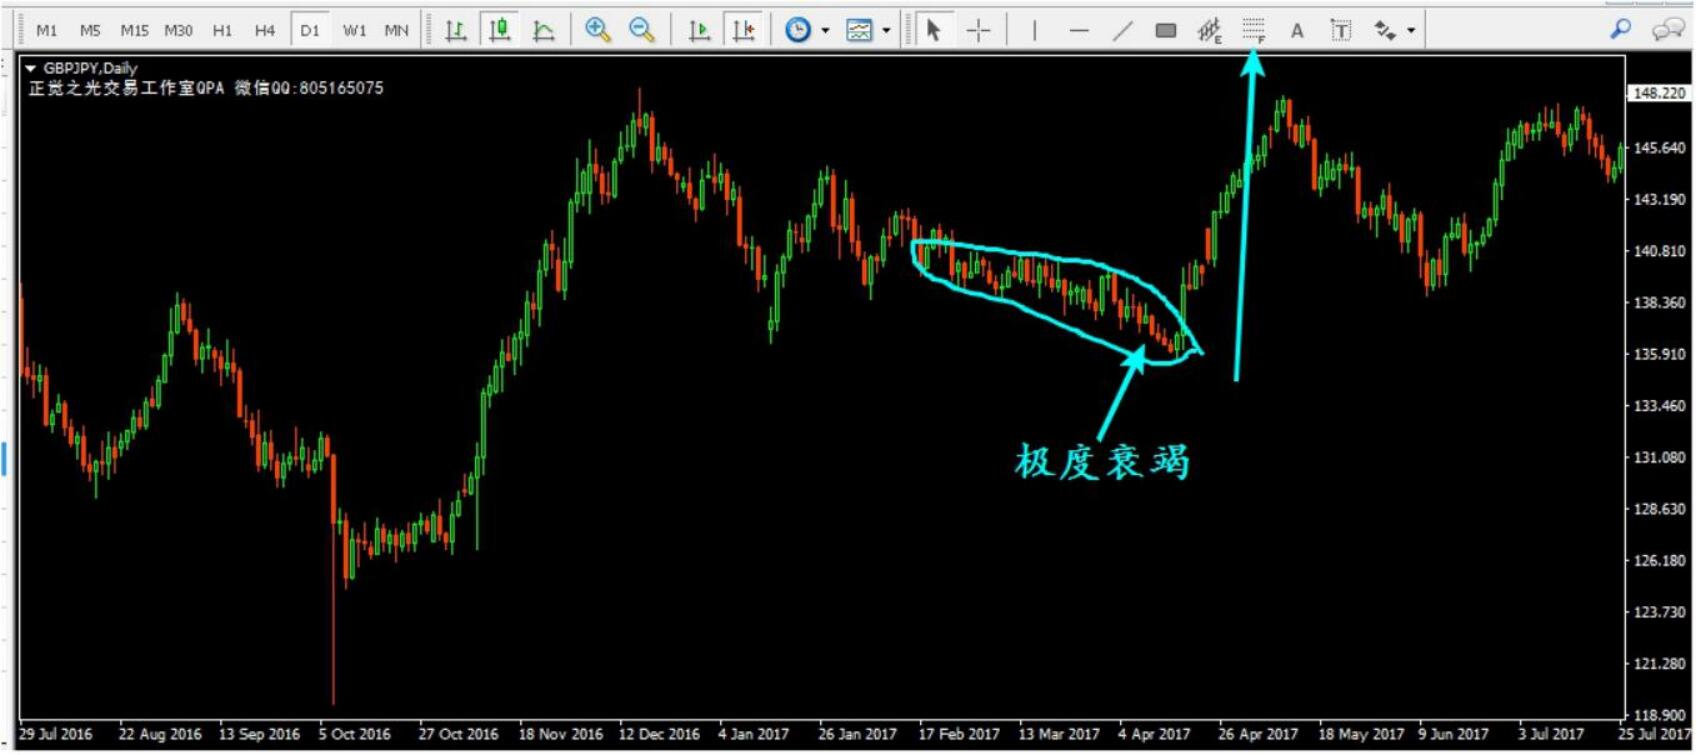 M1 M5 M15 M30 H1 H4 D1 W1 MN E F A T
GBPJPY,Daily
正觉之光交易工作室QPA 微信QQ:805165075
148.220
145.640
143.190
140.810
138.360
135.910
133.460
极度衰竭
131.080
128.630
126.180
123.730
121.280
118.900
29 Jul 2016 22 Aug 2016 13 Sep 2016 5 Oct 2016 27 Oct 2016 18 Nov 2016 12 Dec 2016 4 Jan 2017 26 Jan 2017 17 Feb 2017 13 Mar 2017 4 Apr 2017 26 Apr 2017 18 May 2017 9 Jun 2017 3 Jul 2017 25 Jul 2017